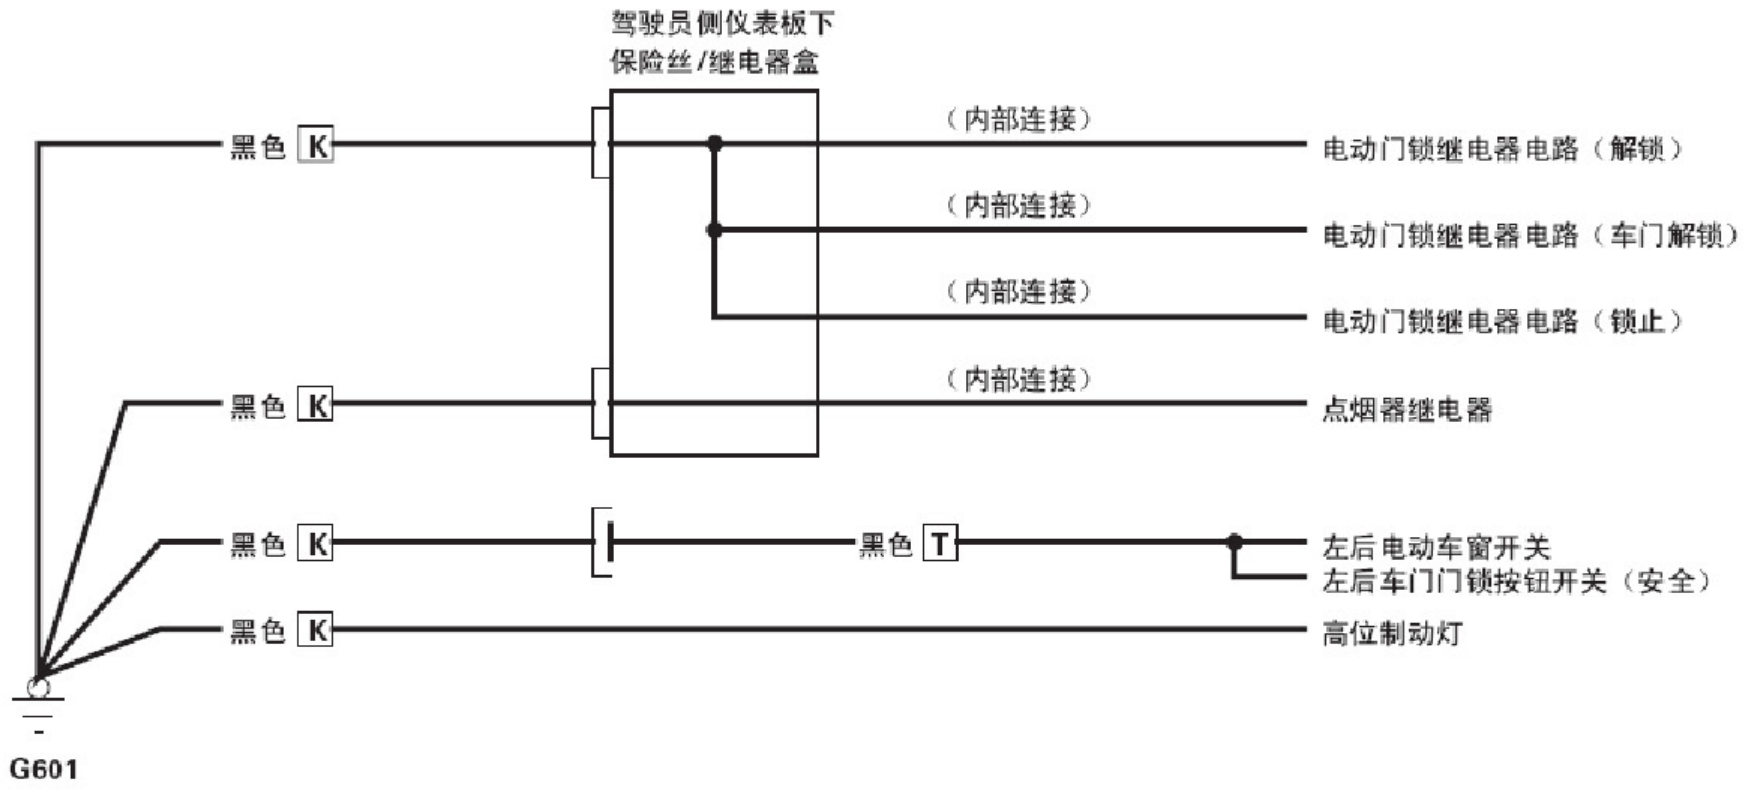 驾驶员侧仪表板下
保险丝/继电器盒
黑色 K
（内部连接）
电动门锁继电器电路（解锁）
（内部连接）
电动门锁继电器电路（车门解锁）
（内部连接）
电动门锁继电器电路（锁止）
黑色 K
（内部连接）
点烟器继电器
黑色 K
黑色 T
左后电动车窗开关
左后车门门锁按钮开关（安全）
黑色 K
高位制动灯
G601